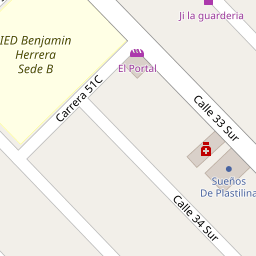 Ji la guarderia
IED Benjamin
Herrera
Sede B
El Portal
Carrera 51C
Calle 33 Sur
Sueños
De Plastilina
Calle 34 Sur